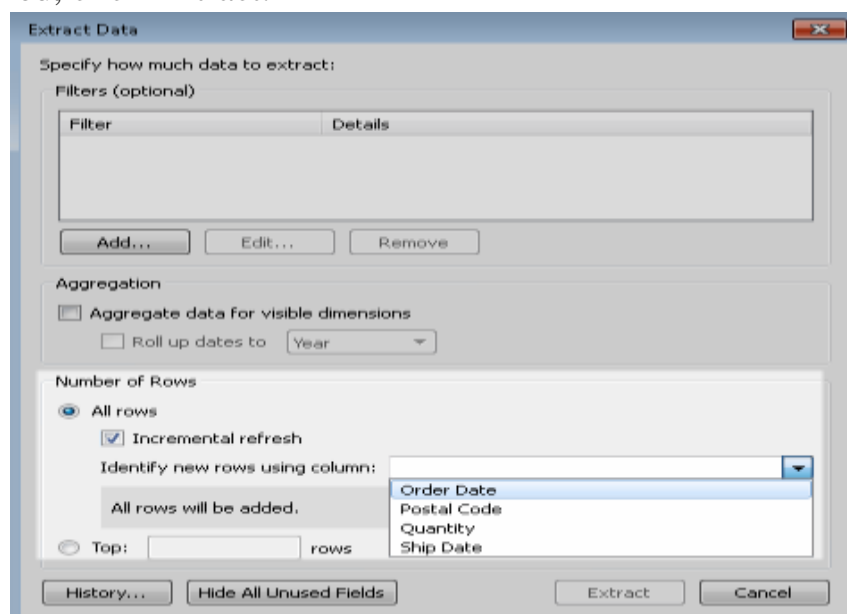 Extract Data
Specify how much data to extract:
Filters (optional)
Filter Details
Add... Edit... Remove
Aggregation
Aggregate data for visible dimensions
Roll up dates to Year
Number of Rows
All rows
Incremental refresh
Identify new rows using column:
Order Date
All rows will be added.
Postal Code
Quantity
Ship Date
Top: rows
History... Hide All Unused Fields Extract Cancel